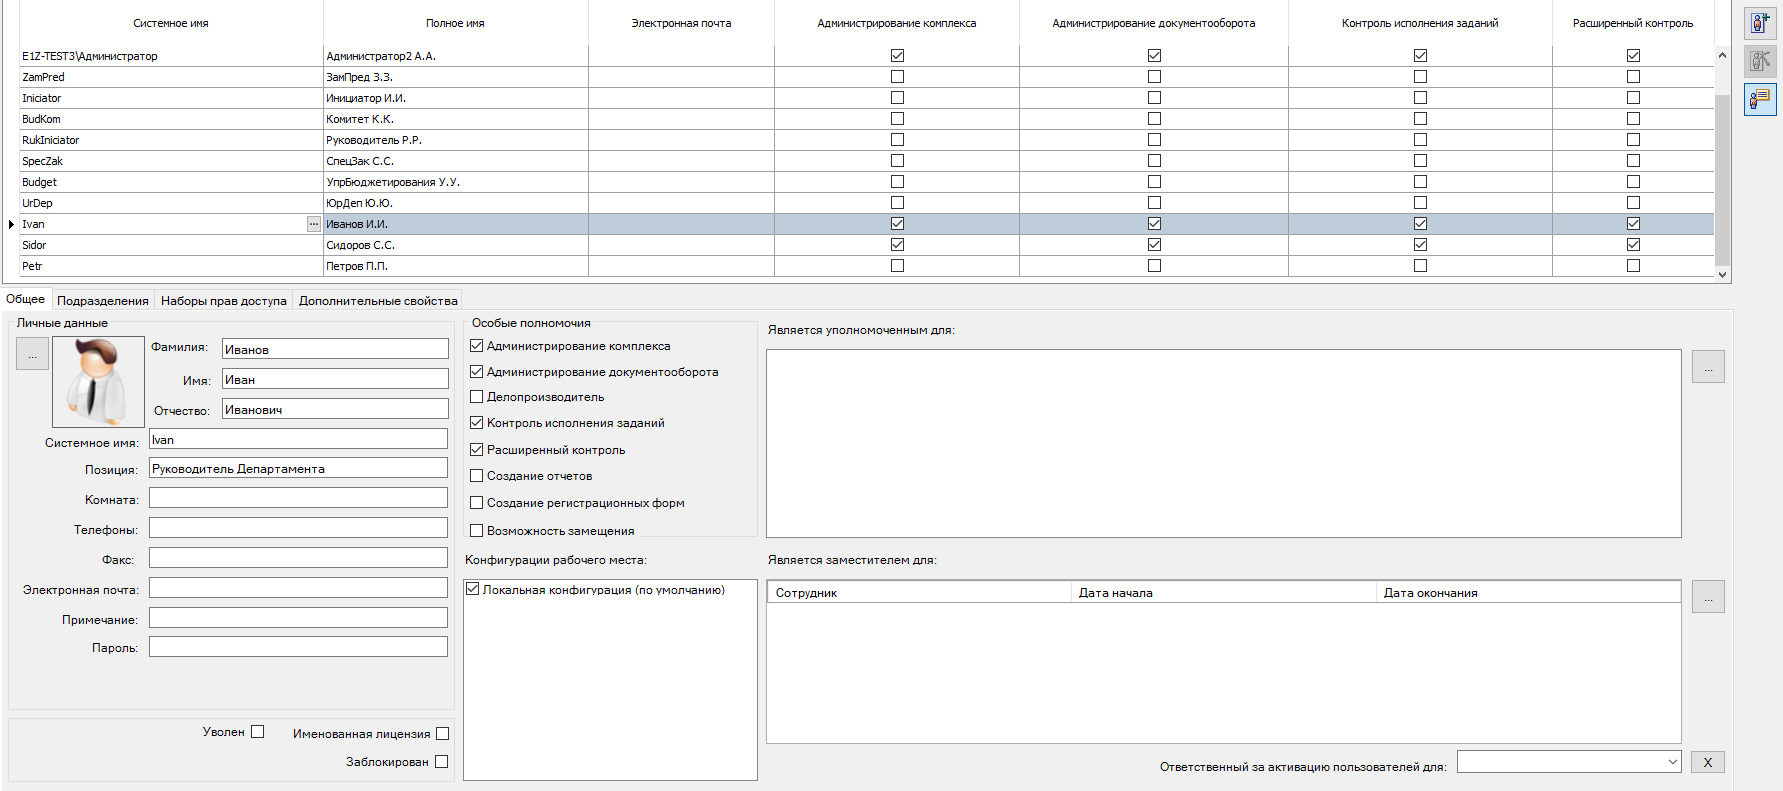 Системное имя Полное имя Электронная почта Администрирование комплекса Администрирование документооборота Контроль исполнения заданий Расширенный контроль
E1Z-TEST3\Администратор Администратор2 А.А.
ZamPred ЗамПред З.З.
Iniciator Инициатор И.И.
BudKom Комитет К.К.
RukIniciator Руководитель Р.Р.
SpecZak СпецЗак С.С.
Budget УпрБюджетирования У.У.
UrDep ЮрДеп Ю.Ю.
Ivan ... Иванов И.И.
Sidor Сидоров С.С.
Petr Петров П.П.
Общее Подразделения Наборы прав доступа Дополнительные свойства
Личные данные
...
Фамилия: Иванов
Имя: Иван
Отчество: Иванович
Системное имя: Ivan
Позиция: Руководитель Департамента
Комната:
Телефоны:
Факс:
Электронная почта:
Примечание:
Пароль:
Уволен Именованная лицензия
Заблокирован
Особые полномочия
Администрирование комплекса
Администрирование документооборота
Делопроизводитель
Контроль исполнения заданий
Расширенный контроль
Создание отчетов
Создание регистрационных форм
Возможность замещения
Конфигурации рабочего места:
Локальная конфигурация (по умолчанию)
Является уполномоченным для:
...
Является заместителем для:
Сотрудник Дата начала Дата окончания
...
Ответственный за активацию пользователей для: X